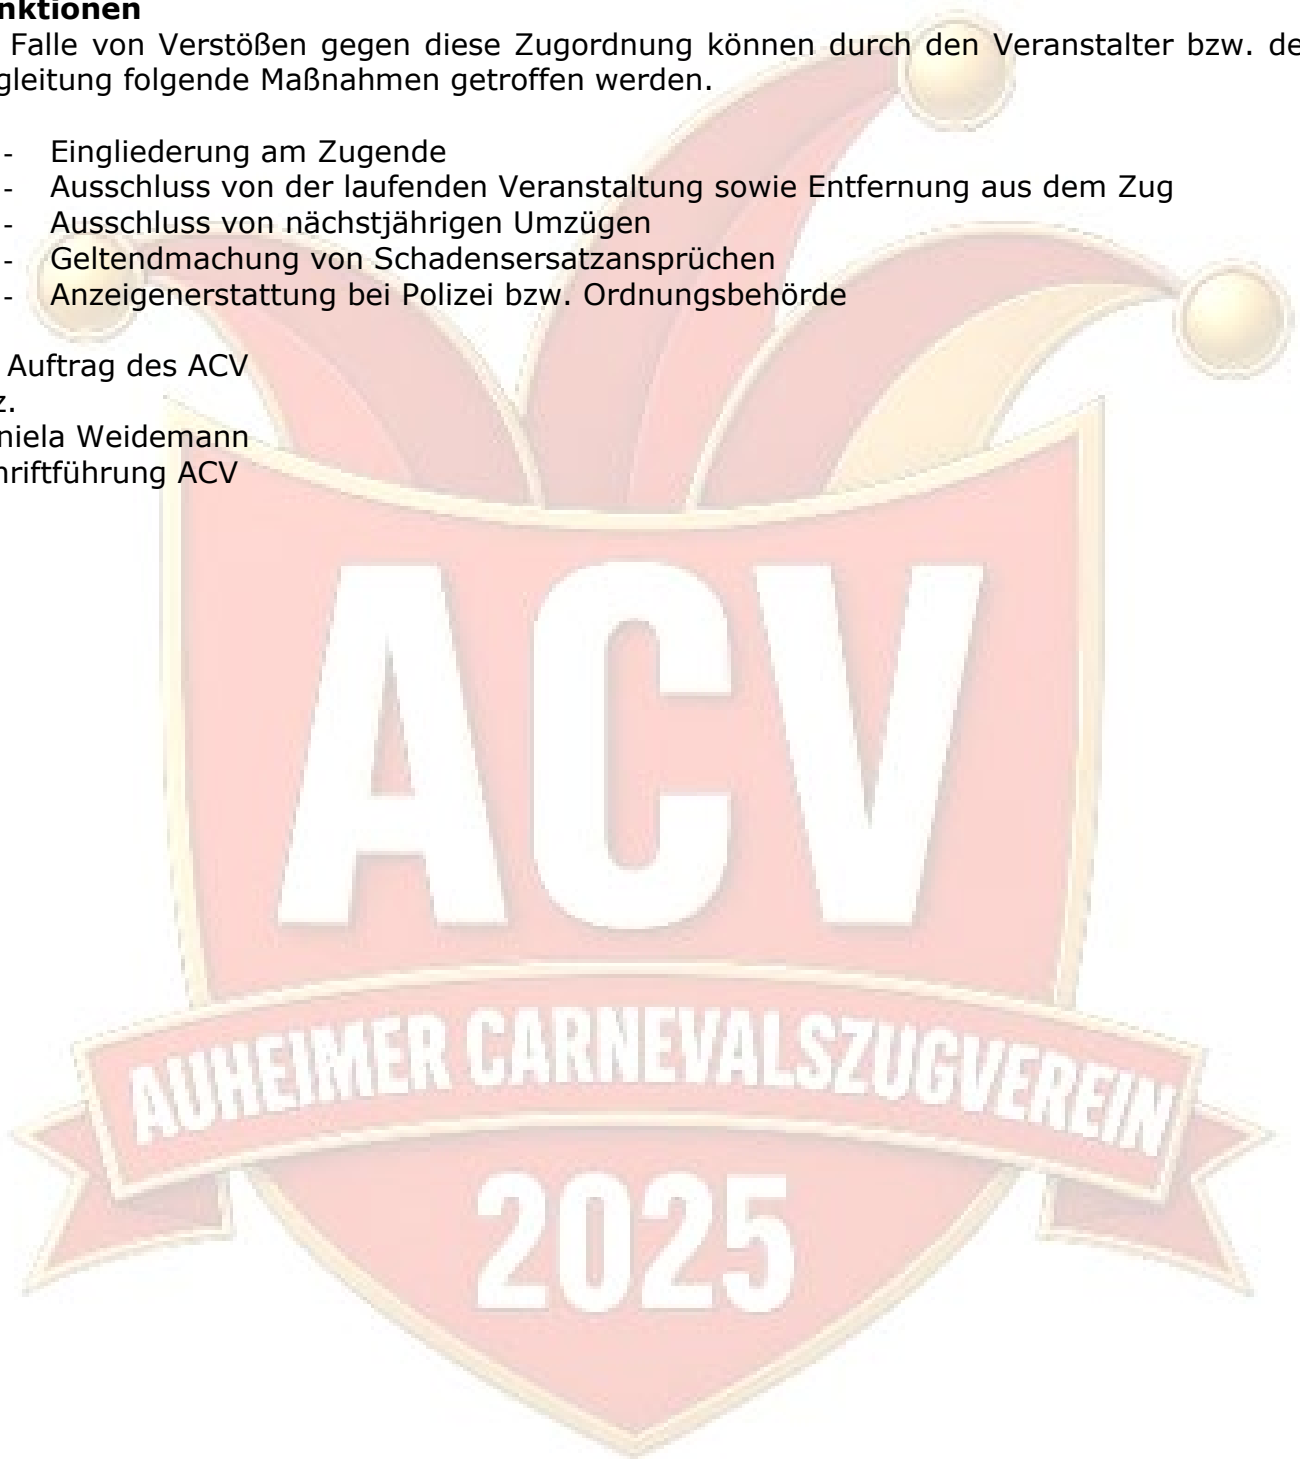 nktionen
Falle von Verstößen gegen diese Zugordnung können durch den Veranstalter bzw. de
gleitung folgende Maßnahmen getroffen werden.
- Eingliederung am Zugende
- Ausschluss von der laufenden Veranstaltung sowie Entfernung aus dem Zug
- Ausschluss von nächstjährigen Umzügen
- Geltendmachung von Schadensersatzansprüchen
- Anzeigenerstattung bei Polizei bzw. Ordnungsbehörde
Auftrag des ACV
z.
niela Weidemann
hriftführung ACV
ACV
AUHEIMER CARNEVALSZUGVEREIN
2025